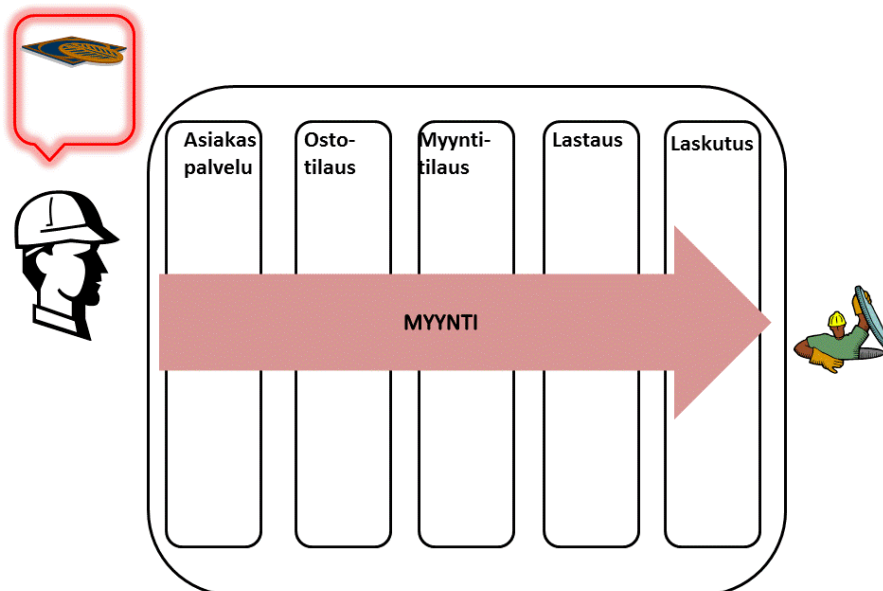 Asiakas
palvelu
Osto-
tilaus
Myynti-
tilaus
Lastaus
Laskutus
MYYNTI